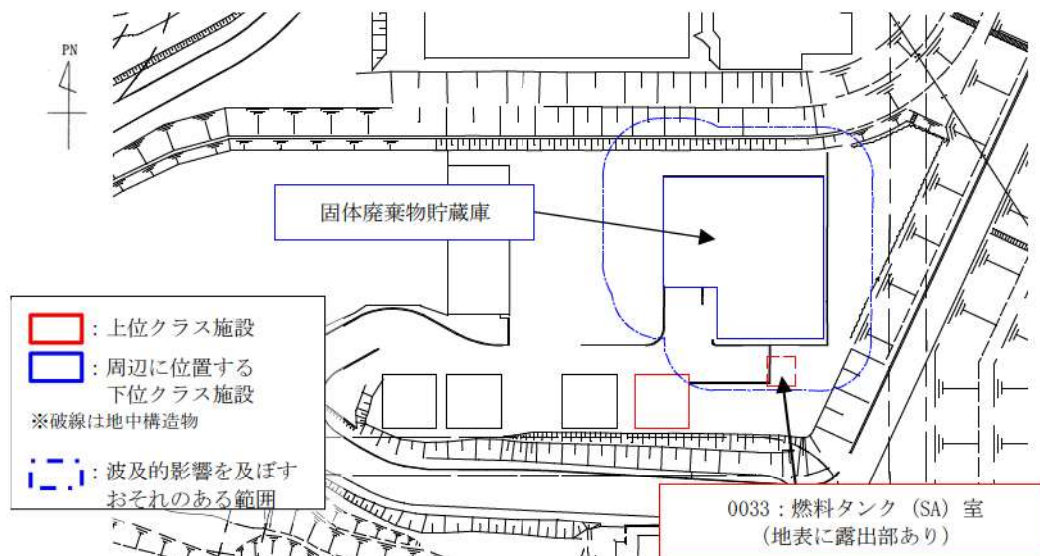 PN
固体廃棄物貯蔵庫
：上位クラス施設
：周辺に位置する
下位クラス施設
※破線は地中構造物
：波及的影響を及ぼす
おそれのある範囲
0033：燃料タンク（SA）室
（地表に露出部あり）